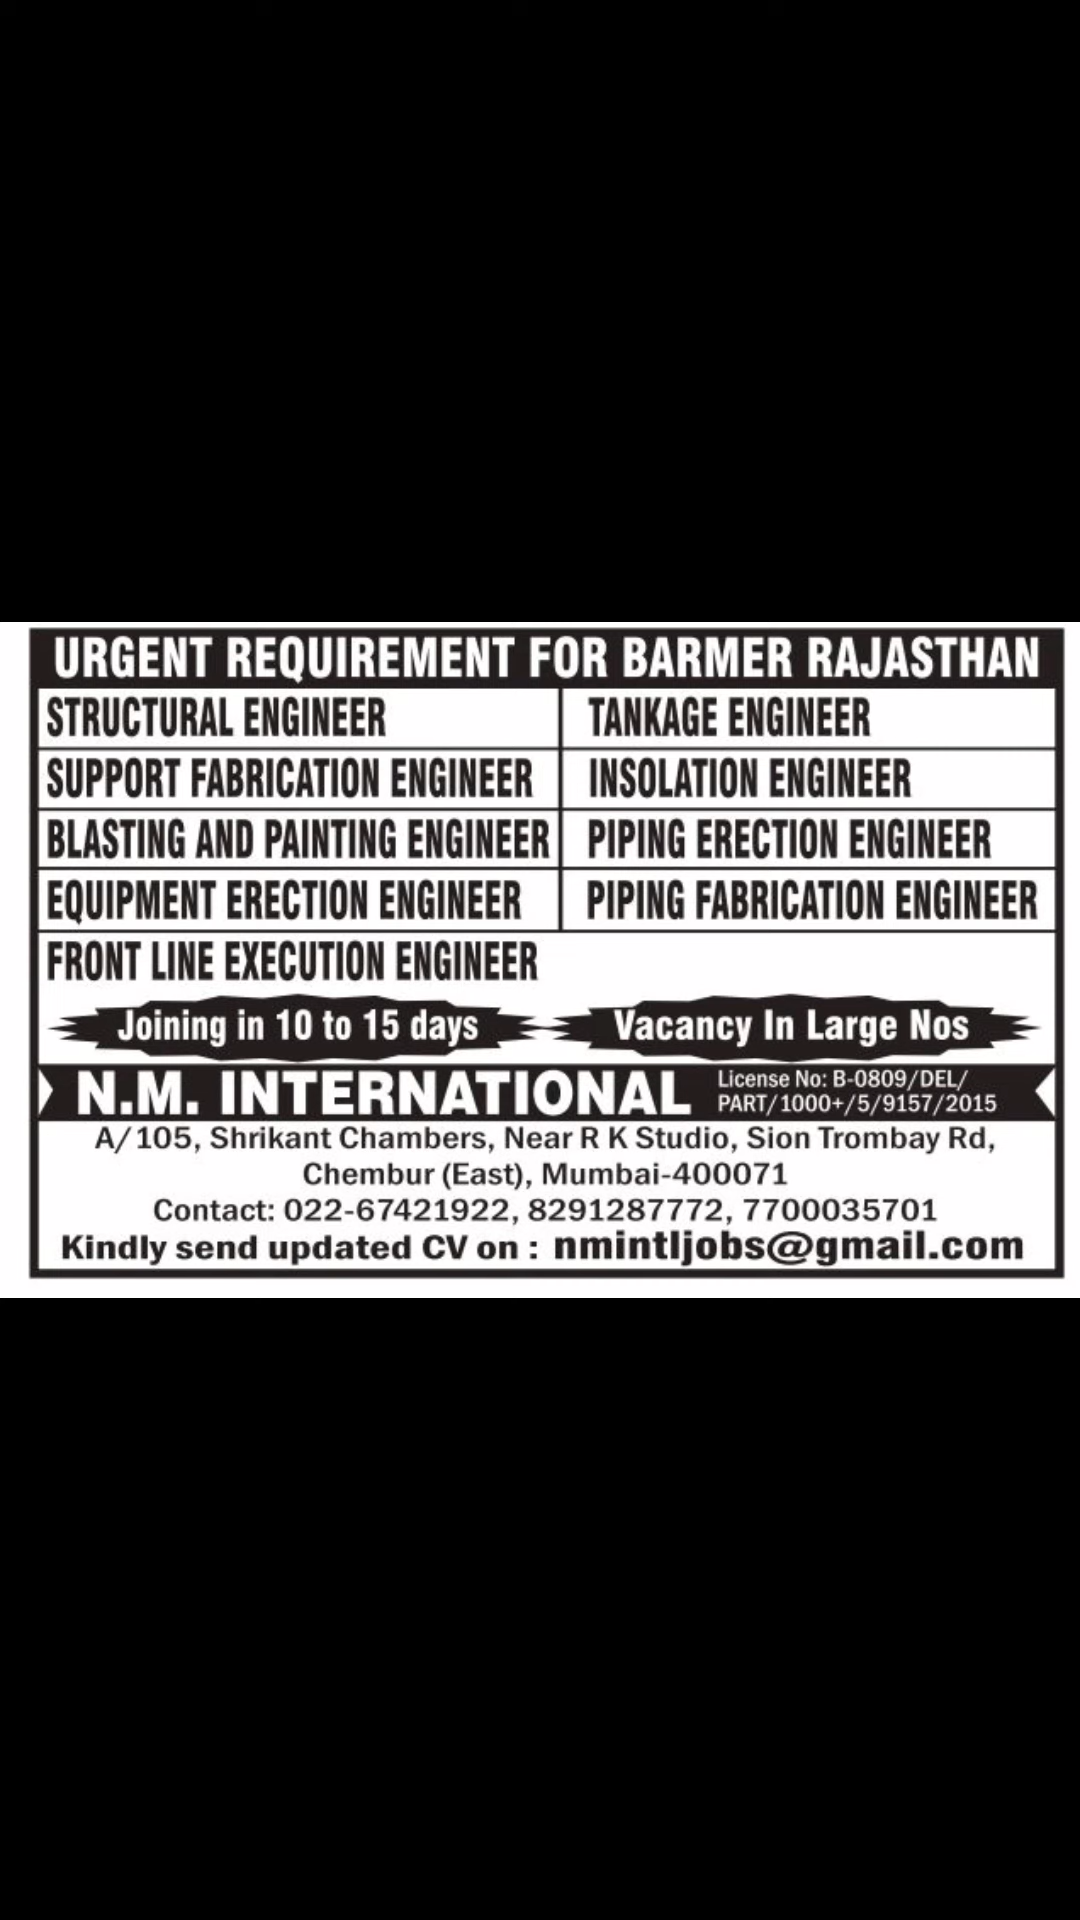 URGENT REQUIREMENT FOR BARMER RAJASTHAN
STRUCTURAL ENGINEER
TANKAGE ENGINEER
SUPPORT FABRICATION ENGINEER
INSOLATION ENGINEER
BLASTING AND PAINTING ENGINEER
PIPING ERECTION ENGINEER
EQUIPMENT ERECTION ENGINEER
PIPING FABRICATION ENGINEER
FRONT LINE EXECUTION ENGINEER
Joining in 10 to 15 days
Vacancy In Large Nos
N.M. INTERNATIONAL
License No: B-0809/DEL/
PART/1000+/5/9157/2015
A/105, Shrikant Chambers, Near R K Studio, Sion Trombay Rd,
Chembur (East), Mumbai-400071
Contact: 022-67421922, 8291287772, 7700035701
Kindly send updated CV on : nmintljobs@gmail.com